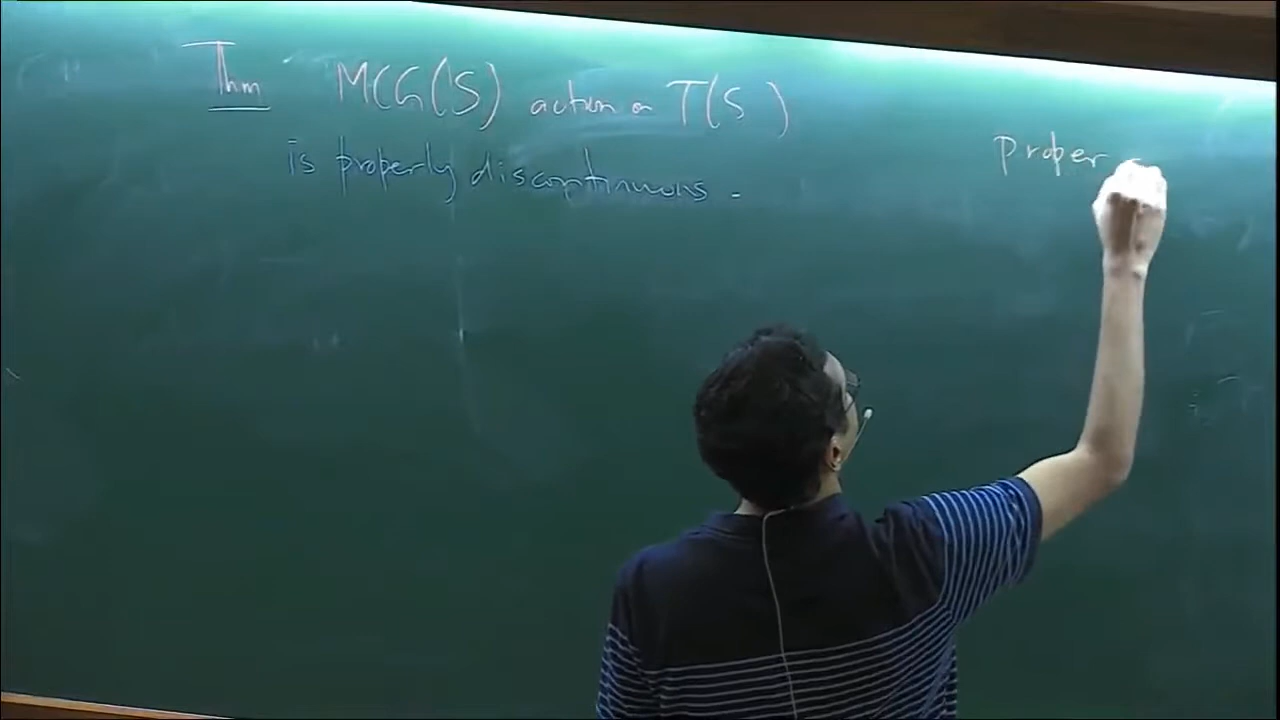 Thm MCG(S) action on T(S)
is properly discontinuous.
Proper